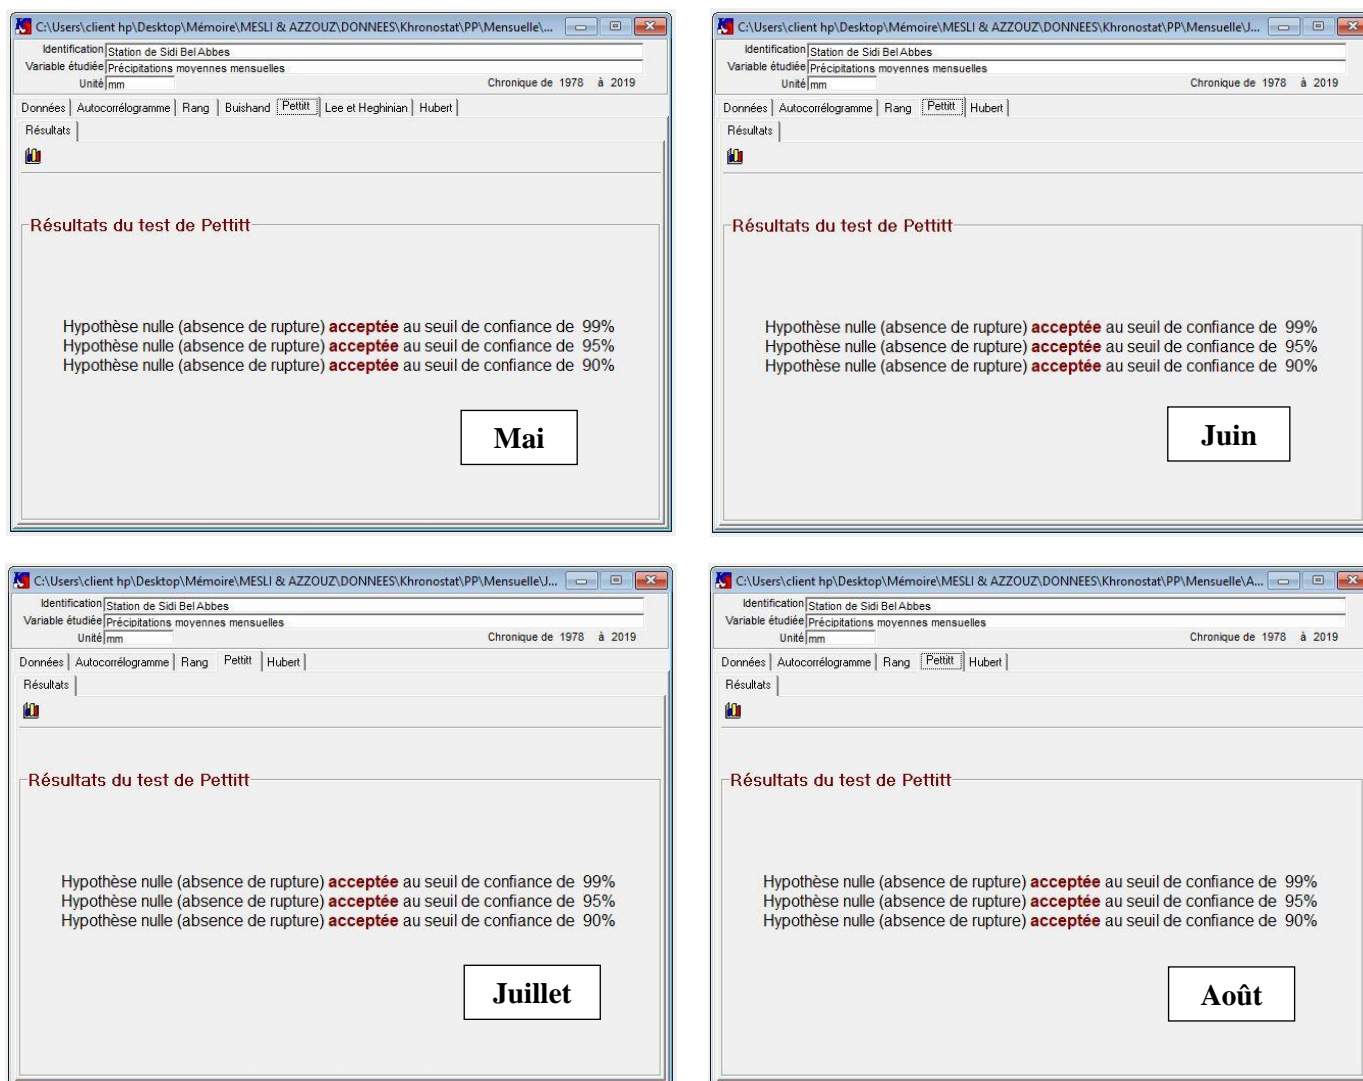 C:\Users\client hp\Desktop\Mémoire\MESLI & AZZOUZ\DONNEES\Khronostat\PP\Mensuelle\...
Identification Station de Sidi Bel Abbes
Variable étudiée Précipitations moyennes mensuelles
Unité mm Chronique de 1978 à 2019
Données Autocorrélogramme Rang Buishand Pettitt Lee et Heghinian Hubert
Résultats
Résultats du test de Pettitt
Hypothèse nulle (absence de rupture) acceptée au seuil de confiance de 99%
Hypothèse nulle (absence de rupture) acceptée au seuil de confiance de 95%
Hypothèse nulle (absence de rupture) acceptée au seuil de confiance de 90%
Mai
C:\Users\client hp\Desktop\Mémoire\MESLI & AZZOUZ\DONNEES\Khronostat\PP\Mensuelle\J...
Identification Station de Sidi Bel Abbes
Variable étudiée Précipitations moyennes mensuelles
Unité mm Chronique de 1978 à 2019
Données Autocorrélogramme Rang Pettitt Hubert
Résultats
Résultats du test de Pettitt
Hypothèse nulle (absence de rupture) acceptée au seuil de confiance de 99%
Hypothèse nulle (absence de rupture) acceptée au seuil de confiance de 95%
Hypothèse nulle (absence de rupture) acceptée au seuil de confiance de 90%
Juin
C:\Users\client hp\Desktop\Mémoire\MESLI & AZZOUZ\DONNEES\Khronostat\PP\Mensuelle\J...
Identification Station de Sidi Bel Abbes
Variable étudiée Précipitations moyennes mensuelles
Unité mm Chronique de 1978 à 2019
Données Autocorrélogramme Rang Pettitt Hubert
Résultats
Résultats du test de Pettitt
Hypothèse nulle (absence de rupture) acceptée au seuil de confiance de 99%
Hypothèse nulle (absence de rupture) acceptée au seuil de confiance de 95%
Hypothèse nulle (absence de rupture) acceptée au seuil de confiance de 90%
Juillet
C:\Users\client hp\Desktop\Mémoire\MESLI & AZZOUZ\DONNEES\Khronostat\PP\Mensuelle\A...
Identification Station de Sidi Bel Abbes
Variable étudiée Précipitations moyennes mensuelles
Unité mm Chronique de 1978 à 2019
Données Autocorrélogramme Rang Pettitt Hubert
Résultats
Résultats du test de Pettitt
Hypothèse nulle (absence de rupture) acceptée au seuil de confiance de 99%
Hypothèse nulle (absence de rupture) acceptée au seuil de confiance de 95%
Hypothèse nulle (absence de rupture) acceptée au seuil de confiance de 90%
Août